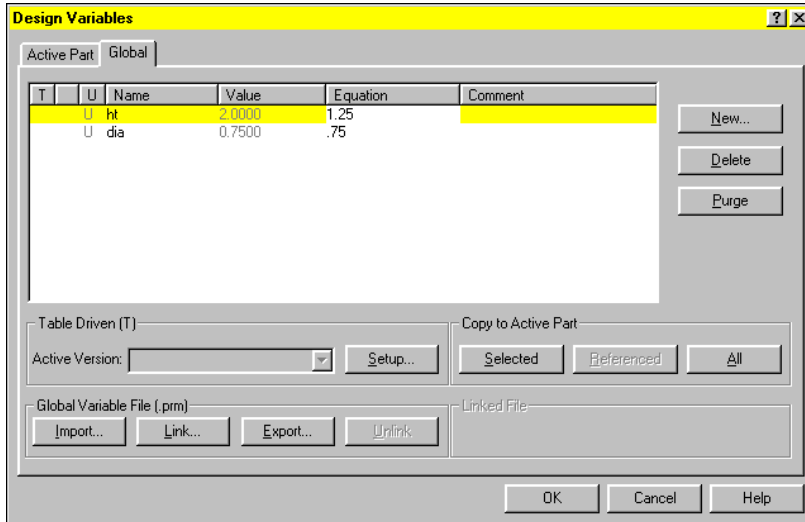 Design Variables
Active Part Global
T U Name Value Equation Comment
U ht 2.0000 1.25
U dia 0.7500 .75
New...
Delete
Purge
Table Driven (T)
Active Version: Setup...
Copy to Active Part
Selected Referenced All
Global Variable File (.prm)
Import... Link... Export... Unlink
Linked File
OK Cancel Help